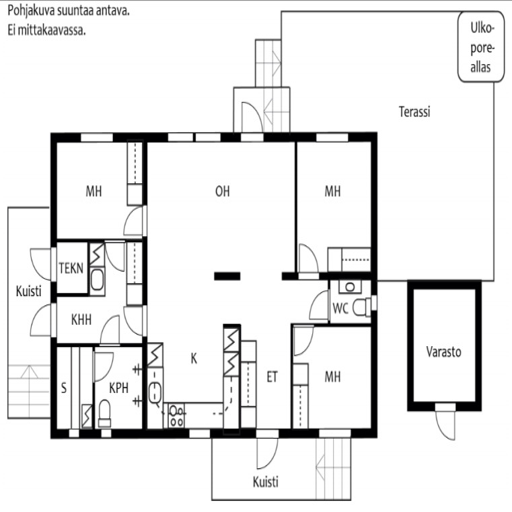 Pohjakuva suuntaa antava.
Ei mittakaavassa.
Ulko-
pore-
allas
Terassi
MH
OH
MH
TEKN
Kuisti
WC
KHH
Varasto
K
S
KPH
ET
MH
Kuisti